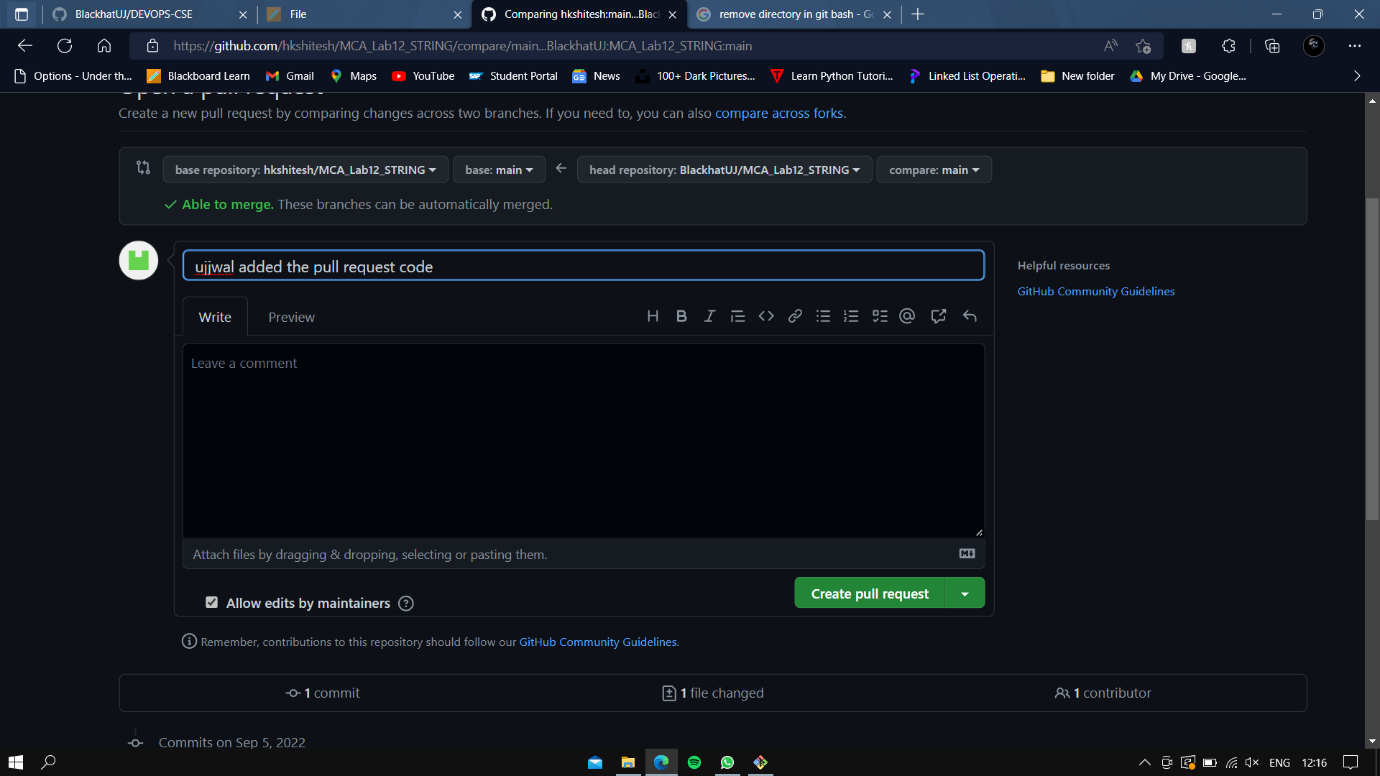 BlackhatUJ/DEVOPS-CSE
File
Comparing hkshitesh:main...Blac
remove directory in git bash - Go
https://github.com/hkshitesh/MCA_Lab12_STRING/compare/main...BlackhatUJ:MCA_Lab12_STRING:main
Options - Under th...
Blackboard Learn
Gmail
Maps
YouTube
Student Portal
News
100+ Dark Pictures...
Learn Python Tutori...
Linked List Operati...
New folder
My Drive - Google...
Open a pull request
Create a new pull request by comparing changes across two branches. If you need to, you can also compare across forks.
base repository: hkshitesh/MCA_Lab12_STRING
base: main
head repository: BlackhatUJ/MCA_Lab12_STRING
compare: main
Able to merge. These branches can be automatically merged.
ujjwal added the pull request code
Helpful resources
GitHub Community Guidelines
Write
Preview
Leave a comment
Attach files by dragging & dropping, selecting or pasting them.
Allow edits by maintainers
Create pull request
Remember, contributions to this repository should follow our GitHub Community Guidelines.
1 commit
1 file changed
1 contributor
Commits on Sep 5, 2022
ENG
12:16